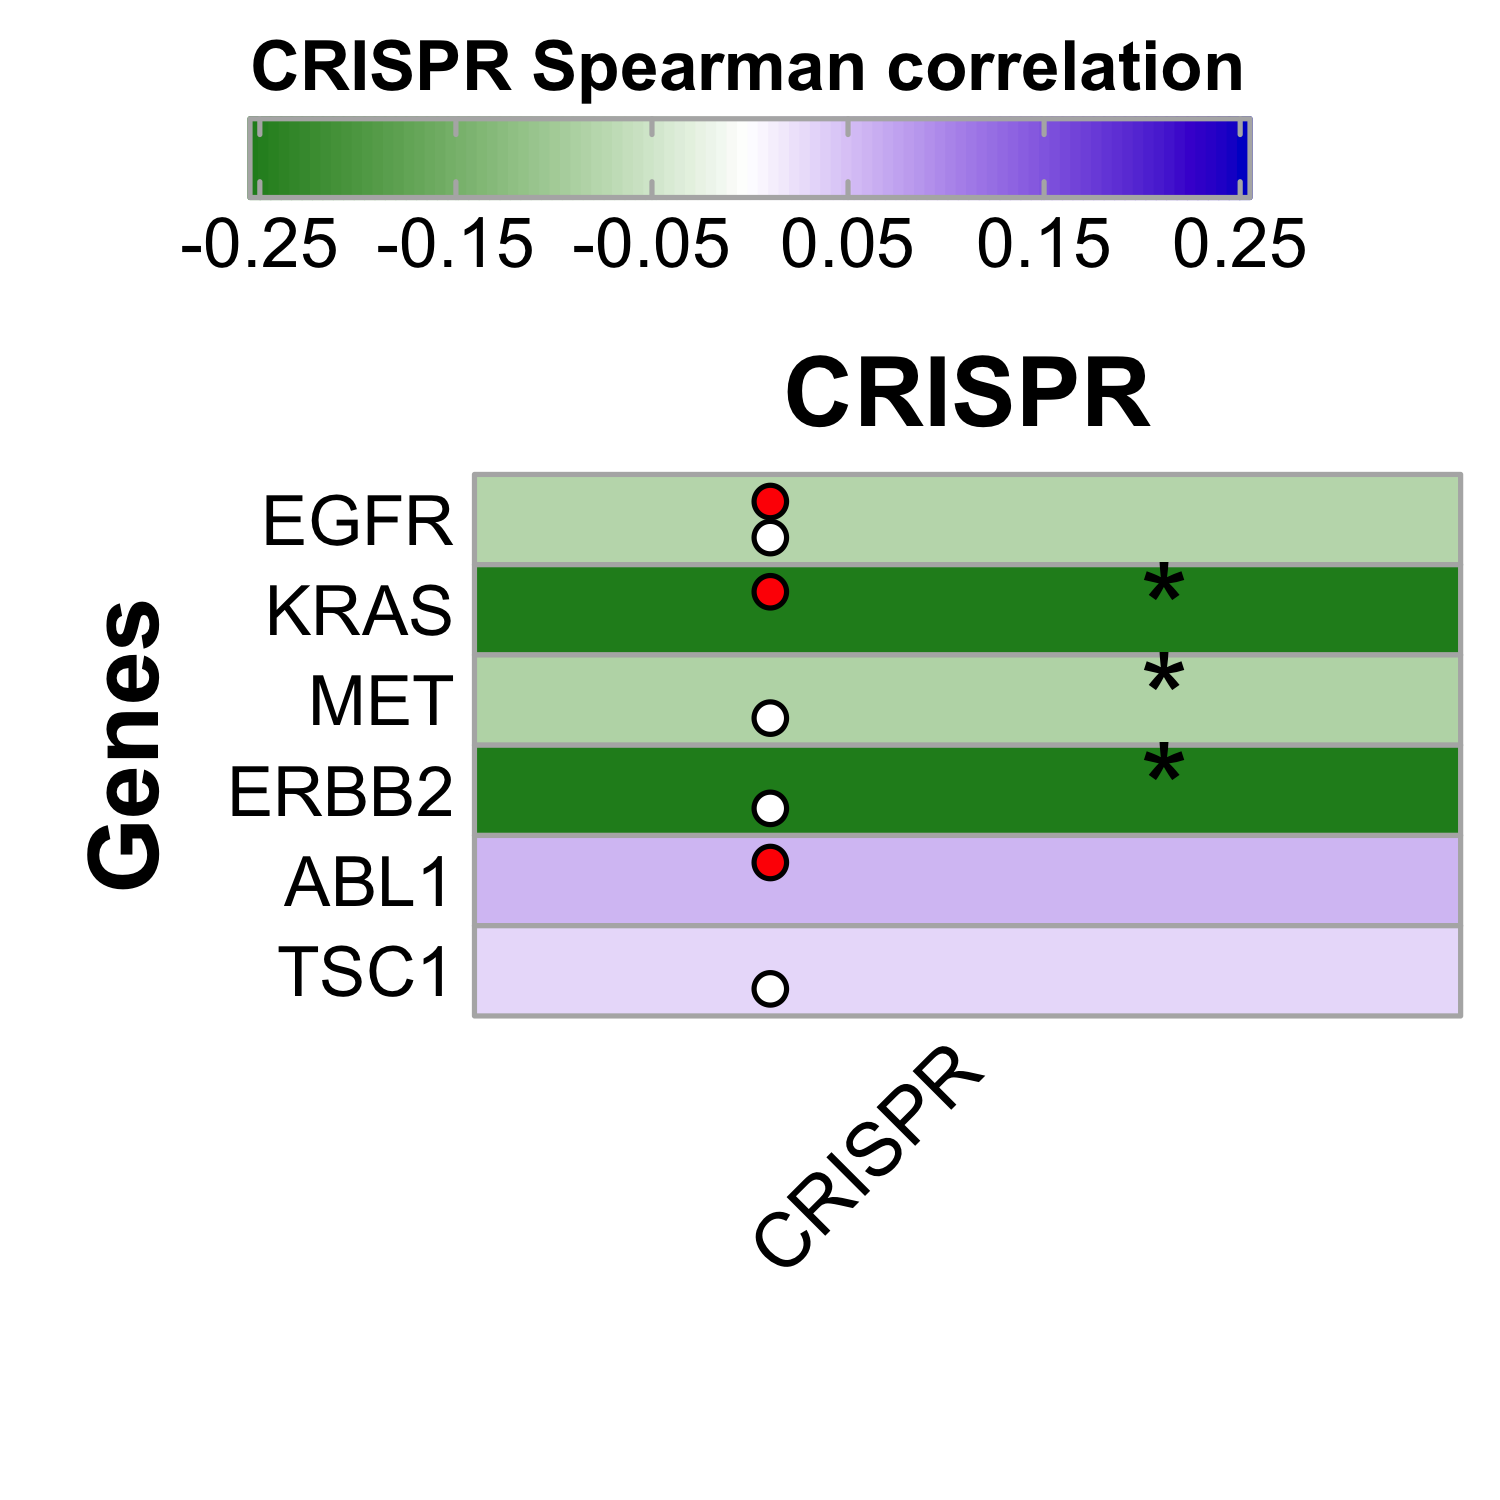 CRISPR Spearman correlation
-0.25 -0.15 -0.05 0.05 0.15 0.25
CRISPR
Genes
EGFR
KRAS *
MET *
ERBB2 *
ABL1
TSC1
CRISPR